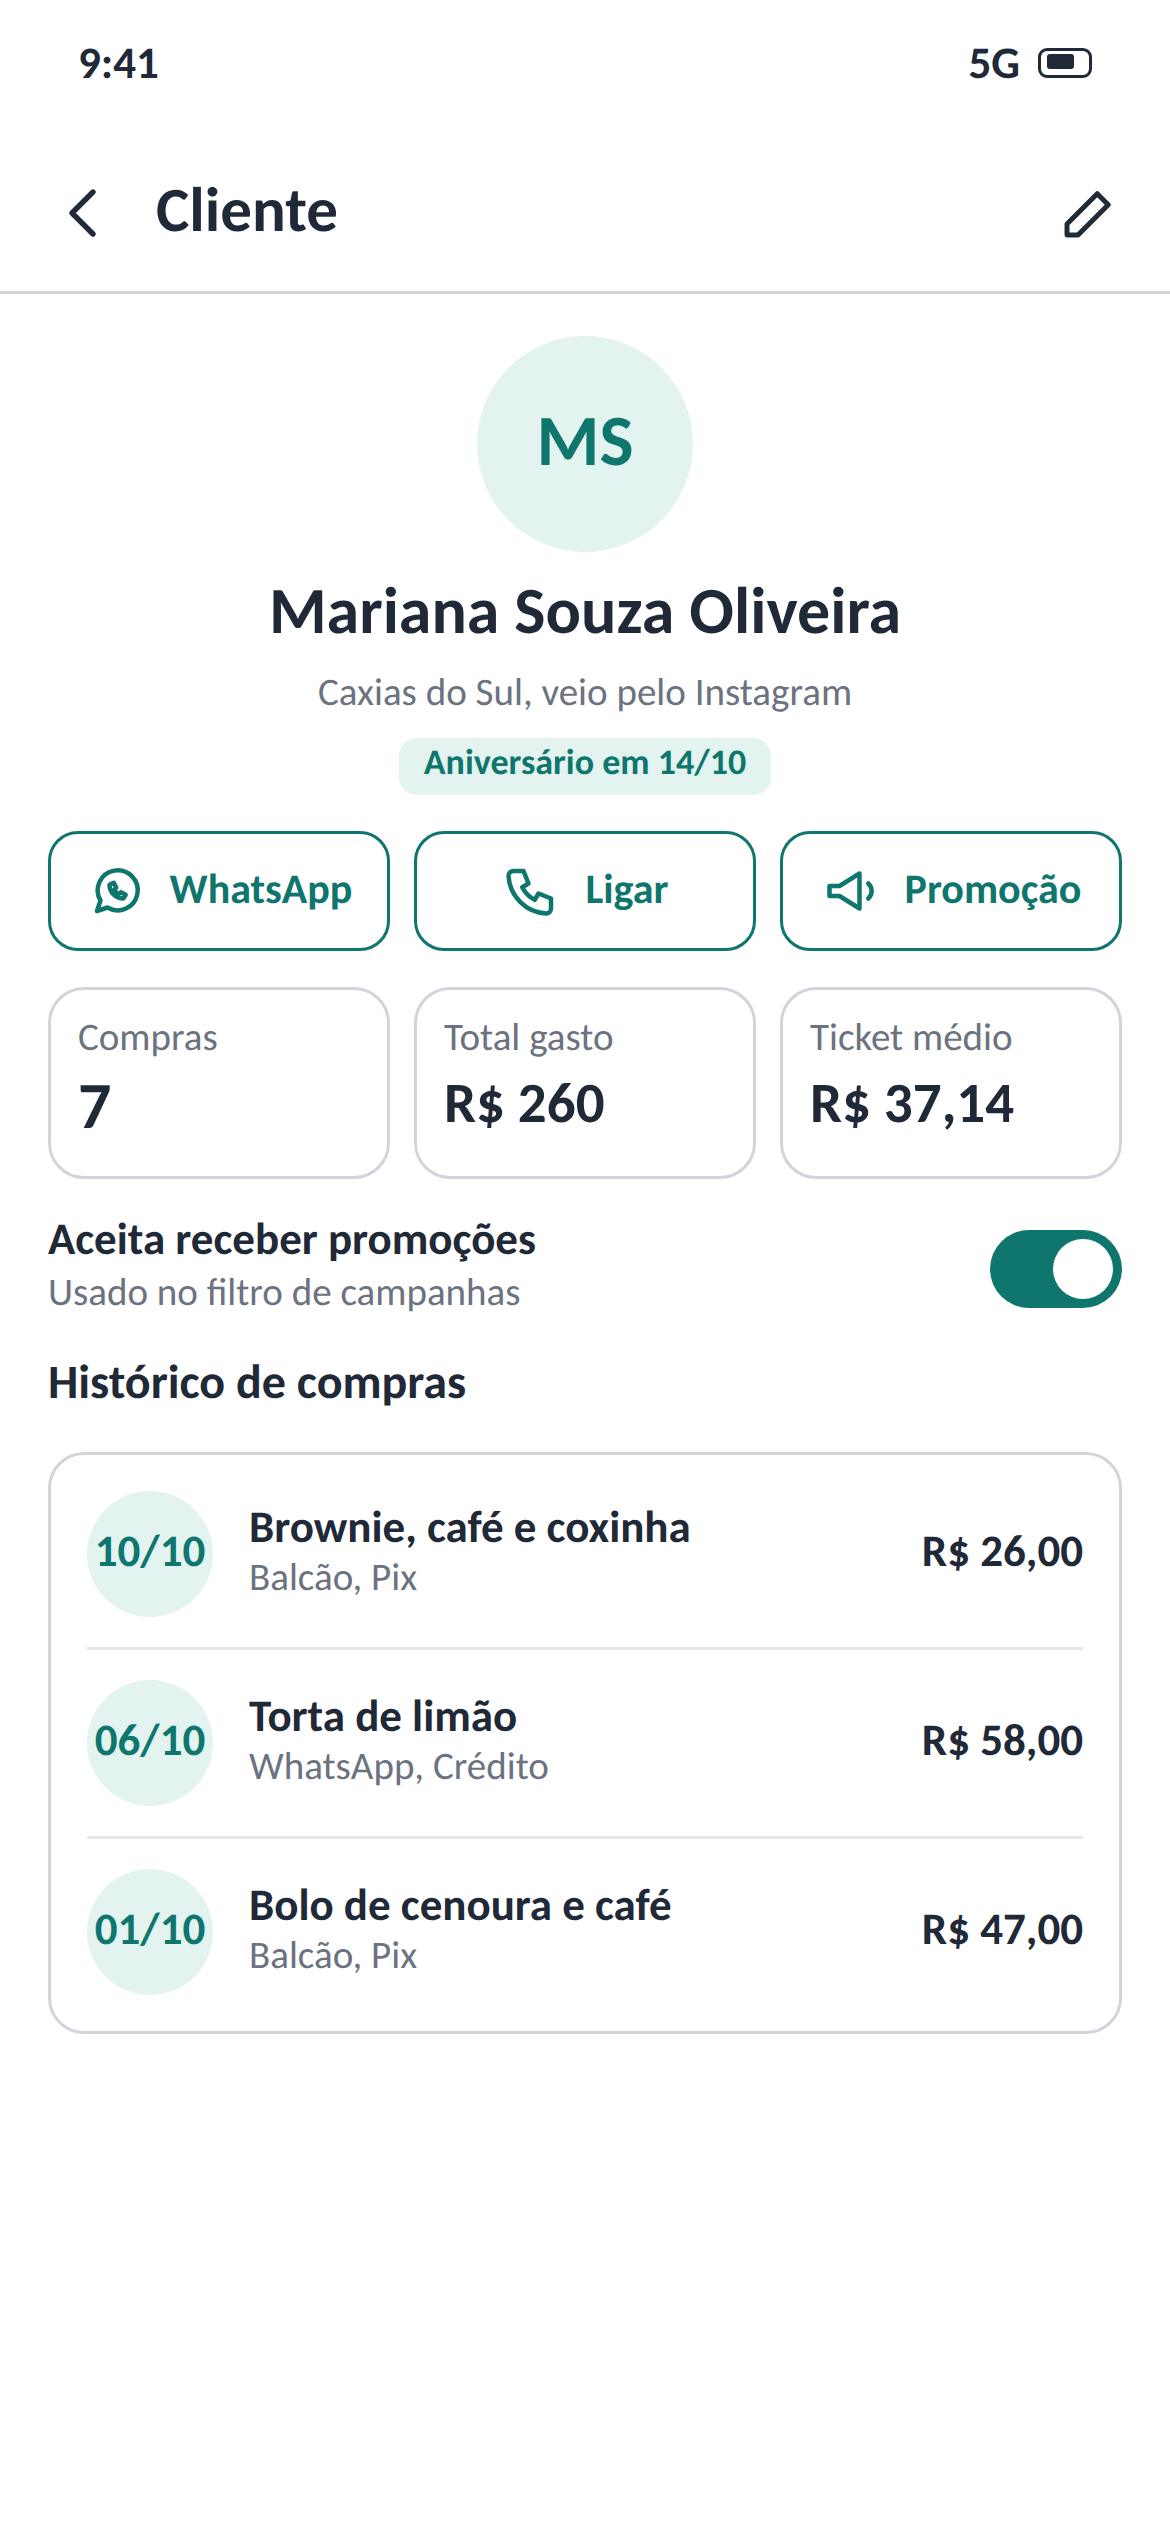 9:41
5G
Cliente
MS
Mariana Souza Oliveira
Caxias do Sul, veio pelo Instagram
Aniversário em 14/10
WhatsApp
Ligar
Promoção
Compras
Total gasto
Ticket médio
7
R$ 260
R$ 37,14
Aceita receber promoções
Usado no filtro de campanhas
Histórico de compras
10/10
Brownie, café e coxinha
Balcão, Pix
R$ 26,00
06/10
Torta de limão
WhatsApp, Crédito
R$ 58,00
01/10
Bolo de cenoura e café
Balcão, Pix
R$ 47,00